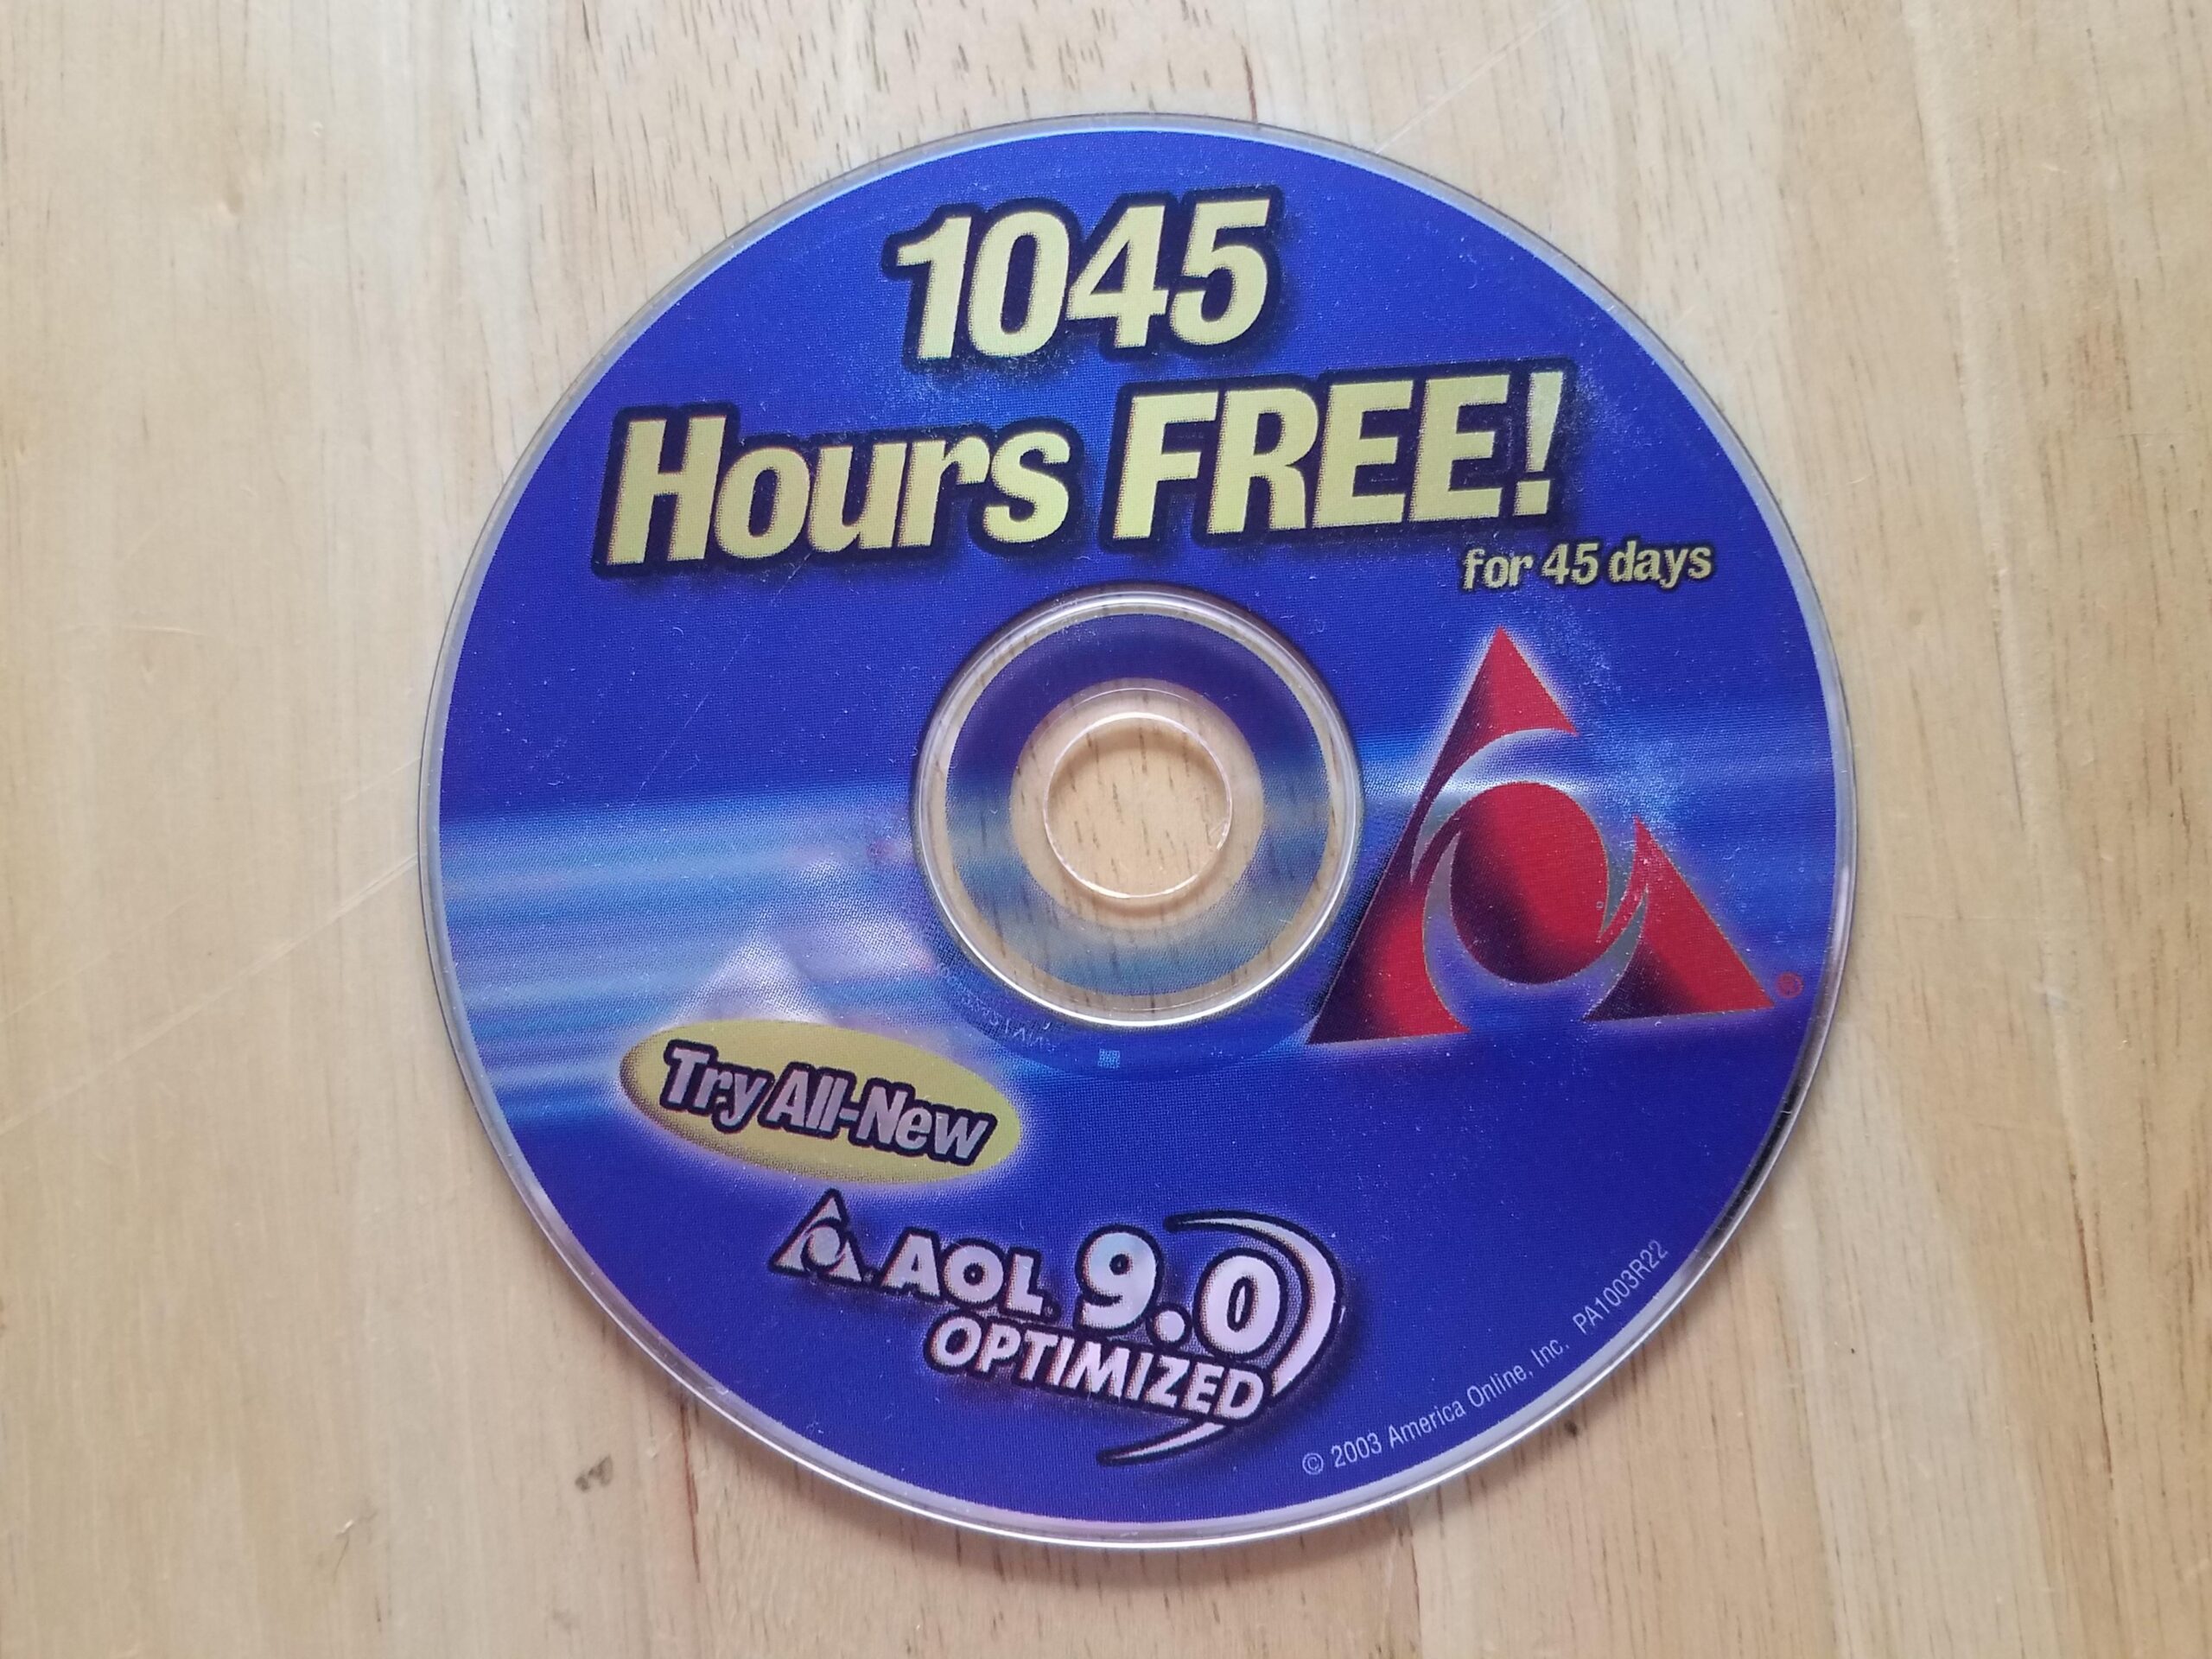 1045
Hours FREE!
for 45 days
®
Try All-New
AOL 9.0
OPTIMIZED
© 2003 America Online, Inc. PA1003R22